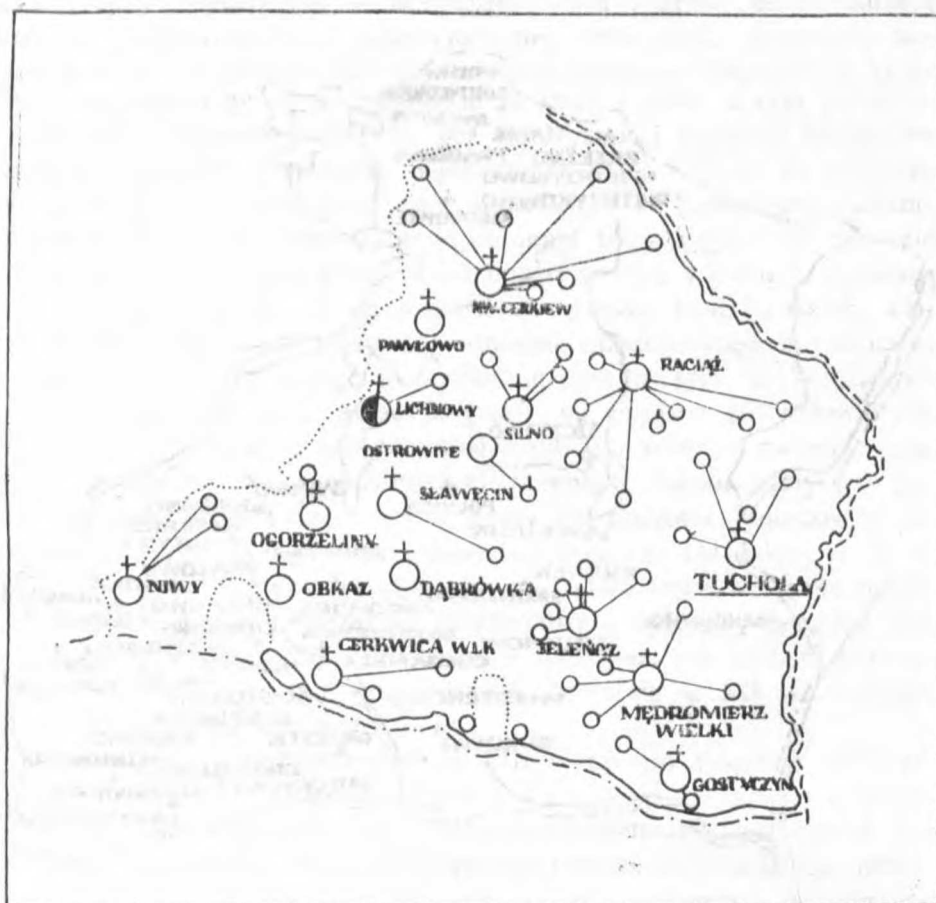 NW. CERKIEW
PAWŁOWO
RACIĄŻ
LICHNOWY
SILNO
OSTROWITE
SŁAWĘCIN
OGORZELINY
NIWY
OBKAZ
DĄBRÓWKA
TUCHOLA
JELEŃCZ
CERKWICA WLK
MĘDROMIERZ
WIELKI
GOSTYCZYN